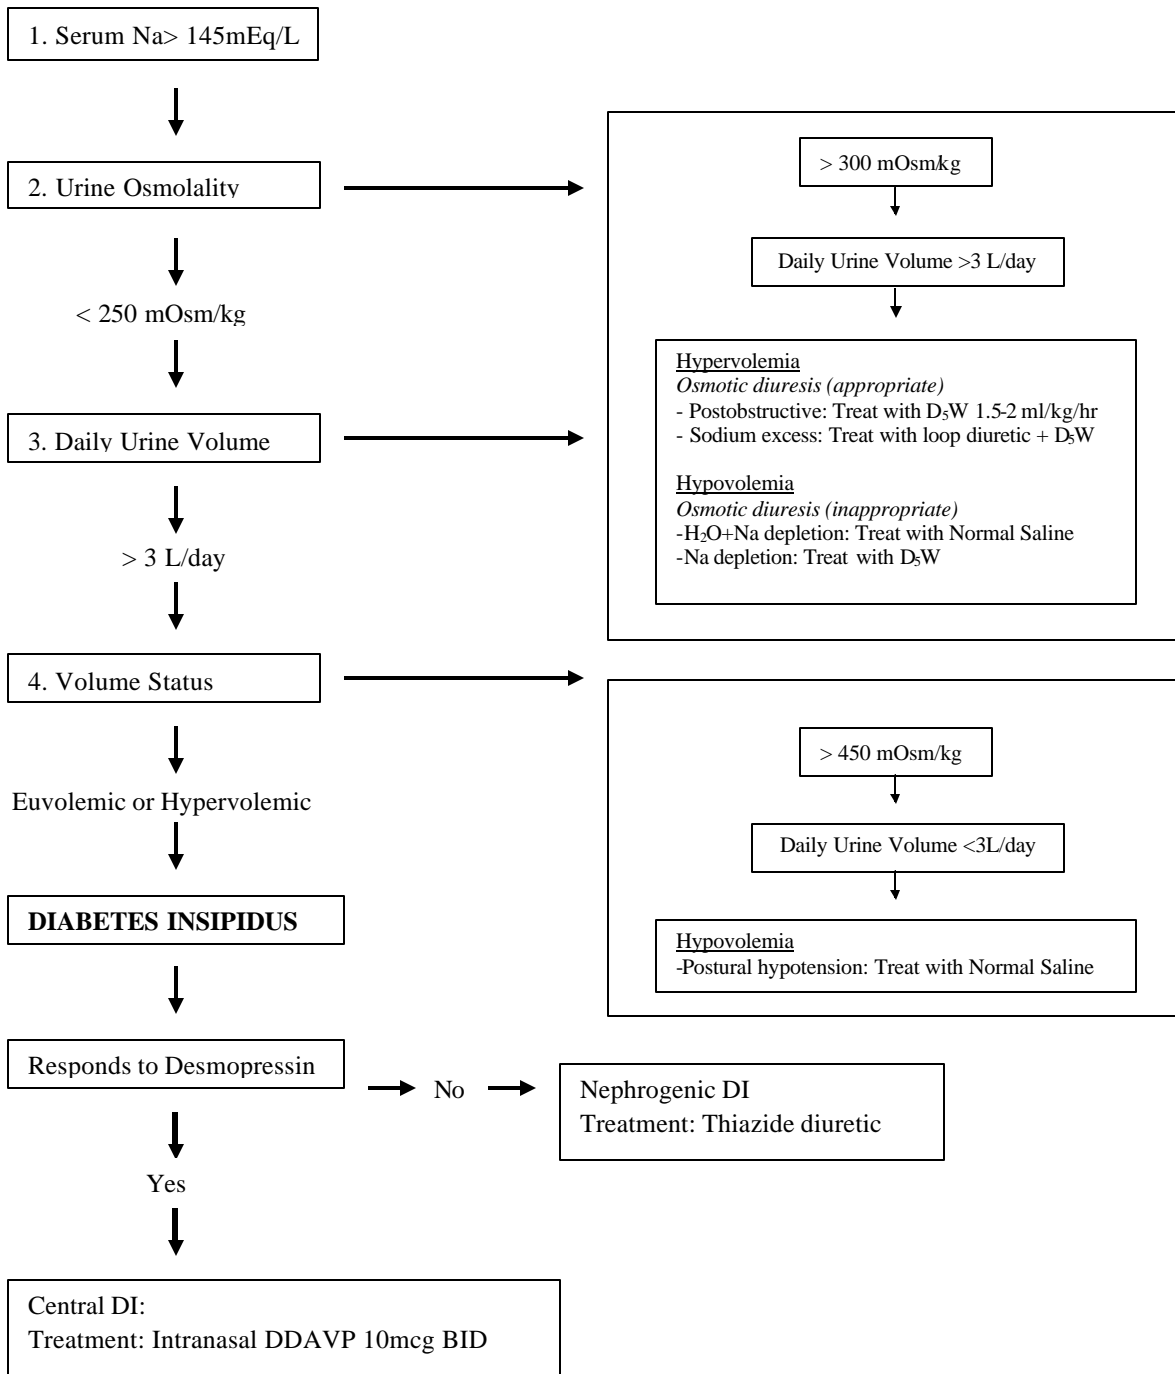 1. Serum Na> 145mEq/L
2. Urine Osmolality
< 250 mOsm/kg
3. Daily Urine Volume
> 3 L/day
4. Volume Status
Euvolemic or Hypervolemic
DIABETES INSIPIDUS
Responds to Desmopressin
No
Nephrogenic DI
Treatment: Thiazide diuretic
Yes
Central DI:
Treatment: Intranasal DDAVP 10mcg BID
> 300 mOsm/kg
Daily Urine Volume >3 L/day
Hypervolemia
Osmotic diuresis (appropriate)
- Postobstructive: Treat with D₅W 1.5-2 ml/kg/hr
- Sodium excess: Treat with loop diuretic + D₅W
Hypovolemia
Osmotic diuresis (inappropriate)
-H₂O+Na depletion: Treat with Normal Saline
-Na depletion: Treat with D₅W
> 450 mOsm/kg
Daily Urine Volume <3L/day
Hypovolemia
-Postural hypotension: Treat with Normal Saline